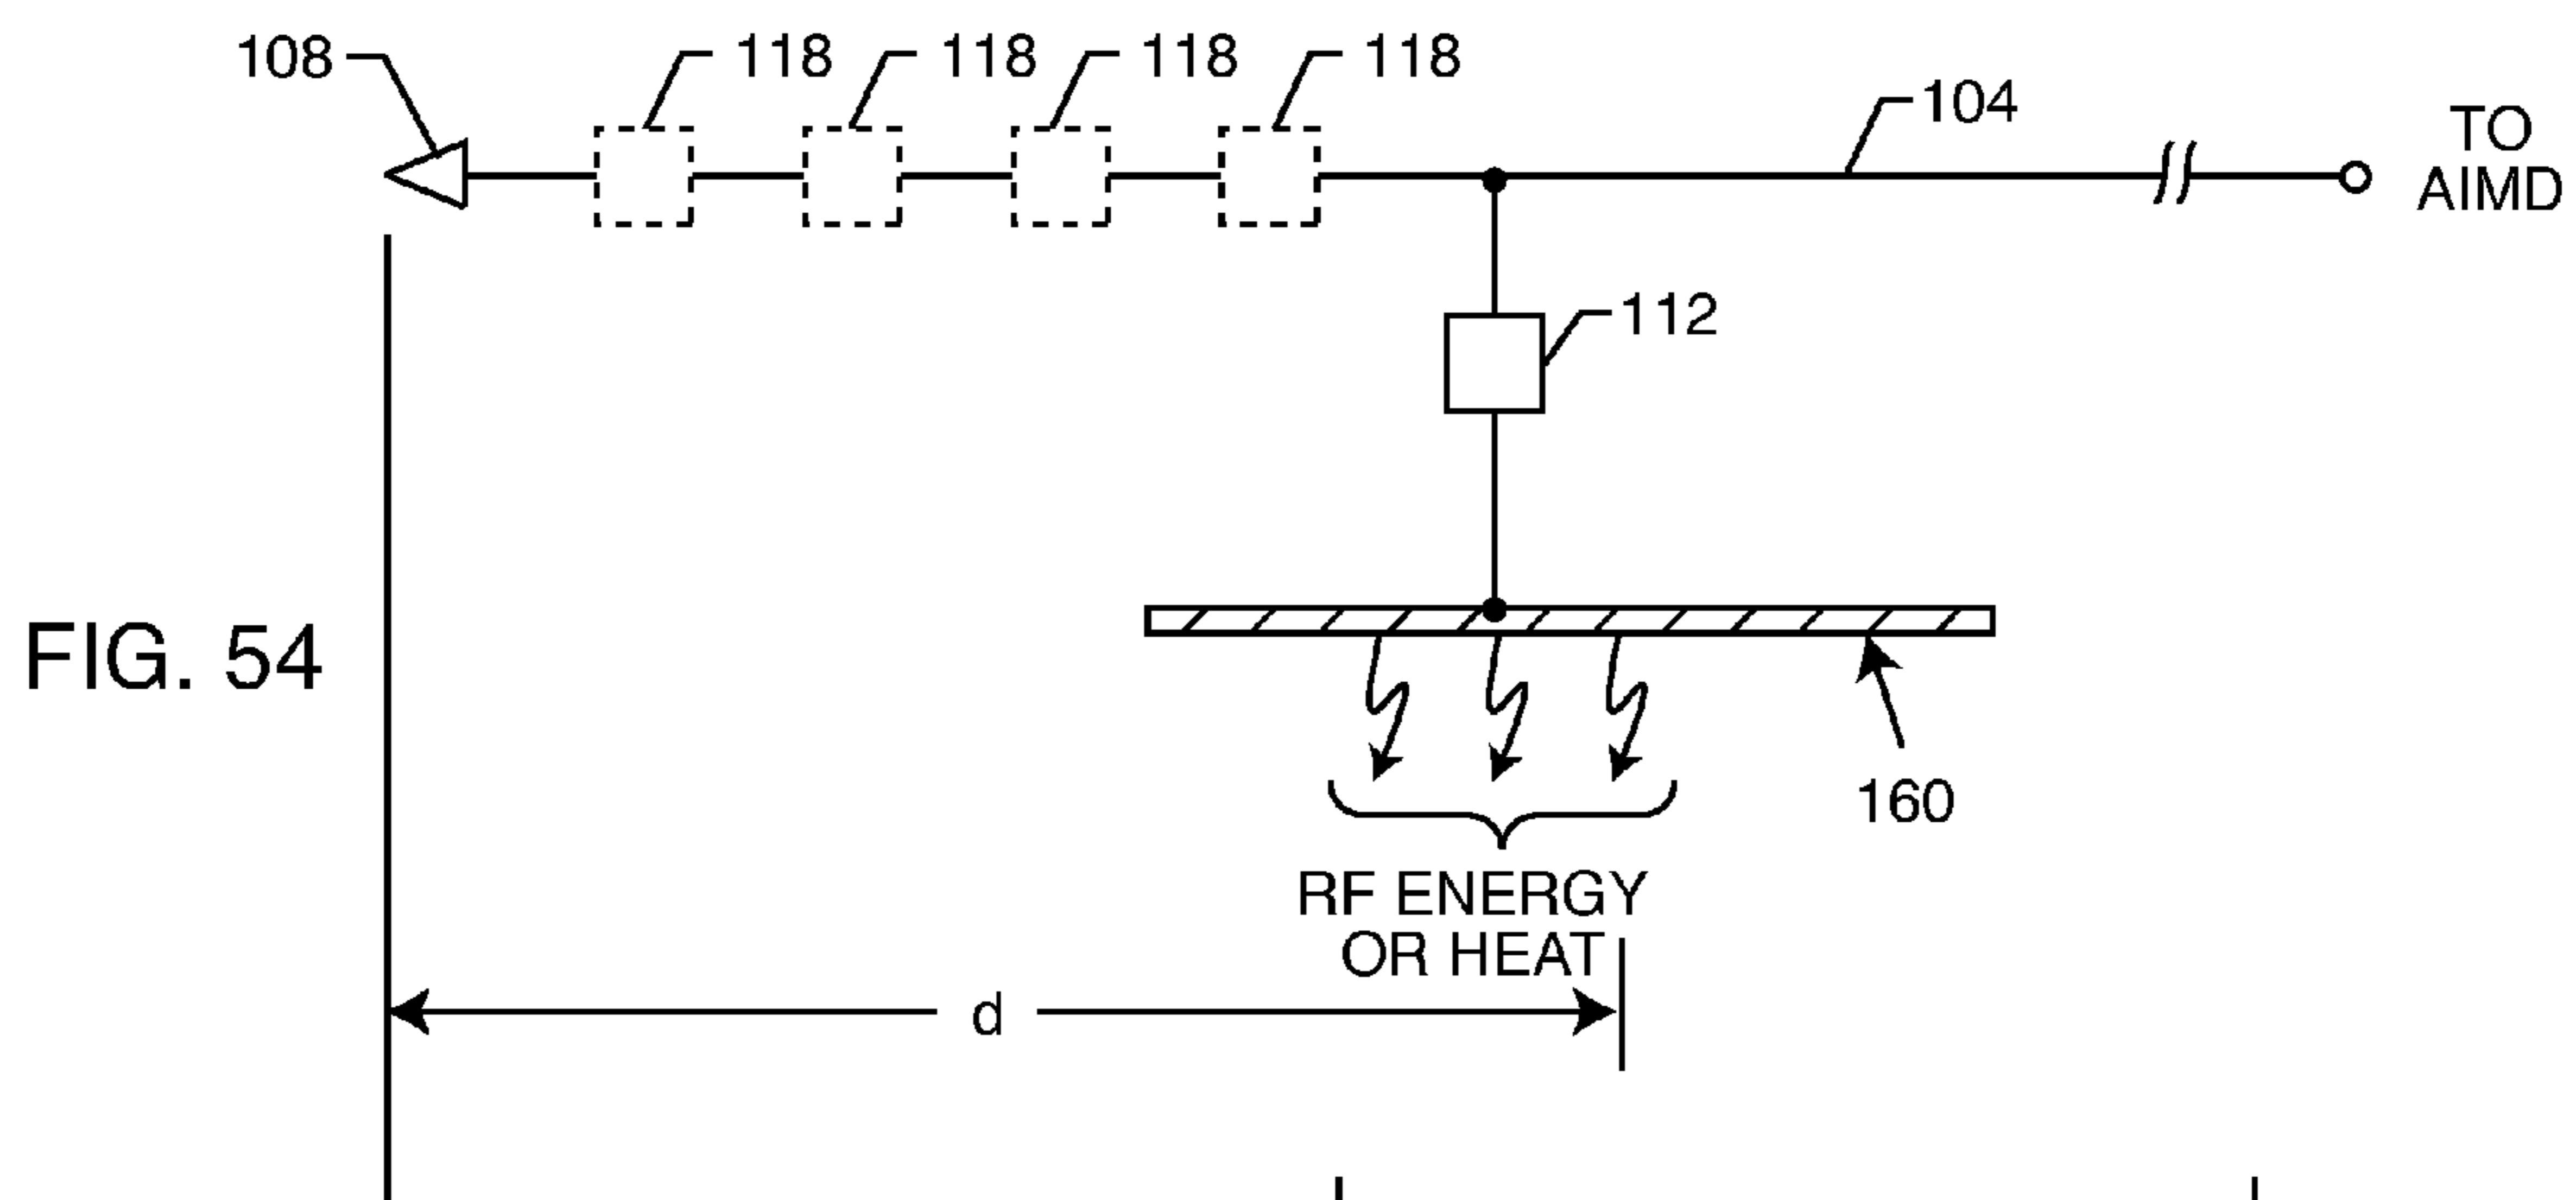 108
118
118
118
118
104
TO
AIMD
112
FIG. 54
160
RF ENERGY
OR HEAT
d